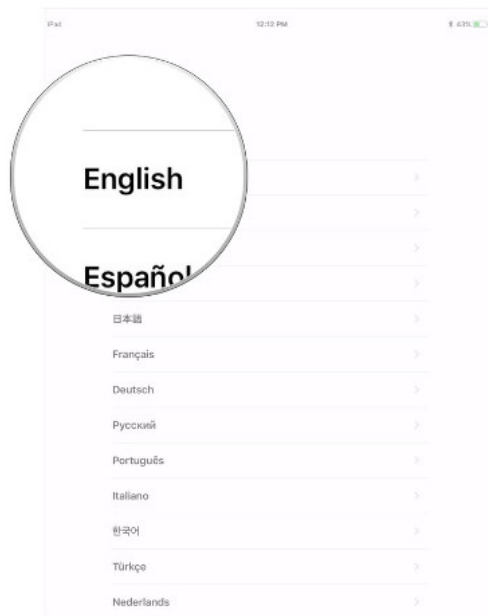 iPad 12:12 PM 43%
English
Español
日本語
Français
Deutsch
Русский
Português
Italiano
한국어
Türkçe
Nederlands